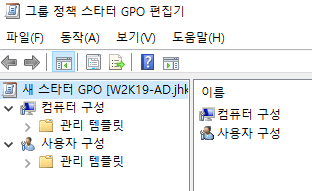 그룹 정책 스타터 GPO 편집기
파일(F) 동작(A) 보기(V) 도움말(H)
새 스타터 GPO [W2K19-AD.jhk
컴퓨터 구성
관리 템플릿
사용자 구성
관리 템플릿
이름
컴퓨터 구성
사용자 구성